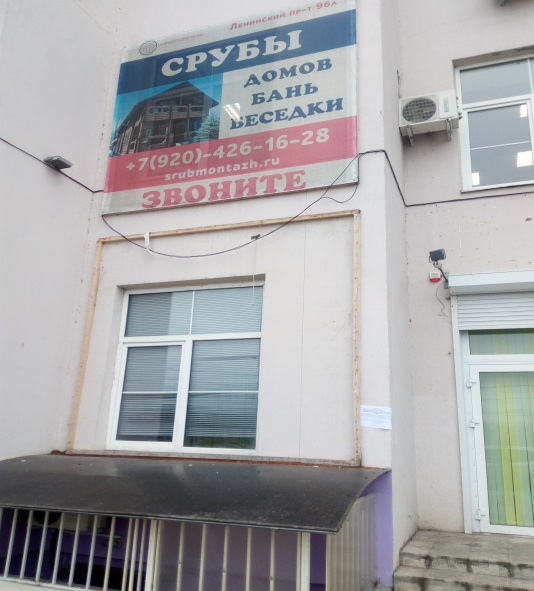 Ленинский пр-т 96а
СРУБЫ
ДОМОВ
БАНЬ
БЕСЕДКИ
+7(920)-426-16-28
srubmontazh.ru
ЗВОНИТЕ